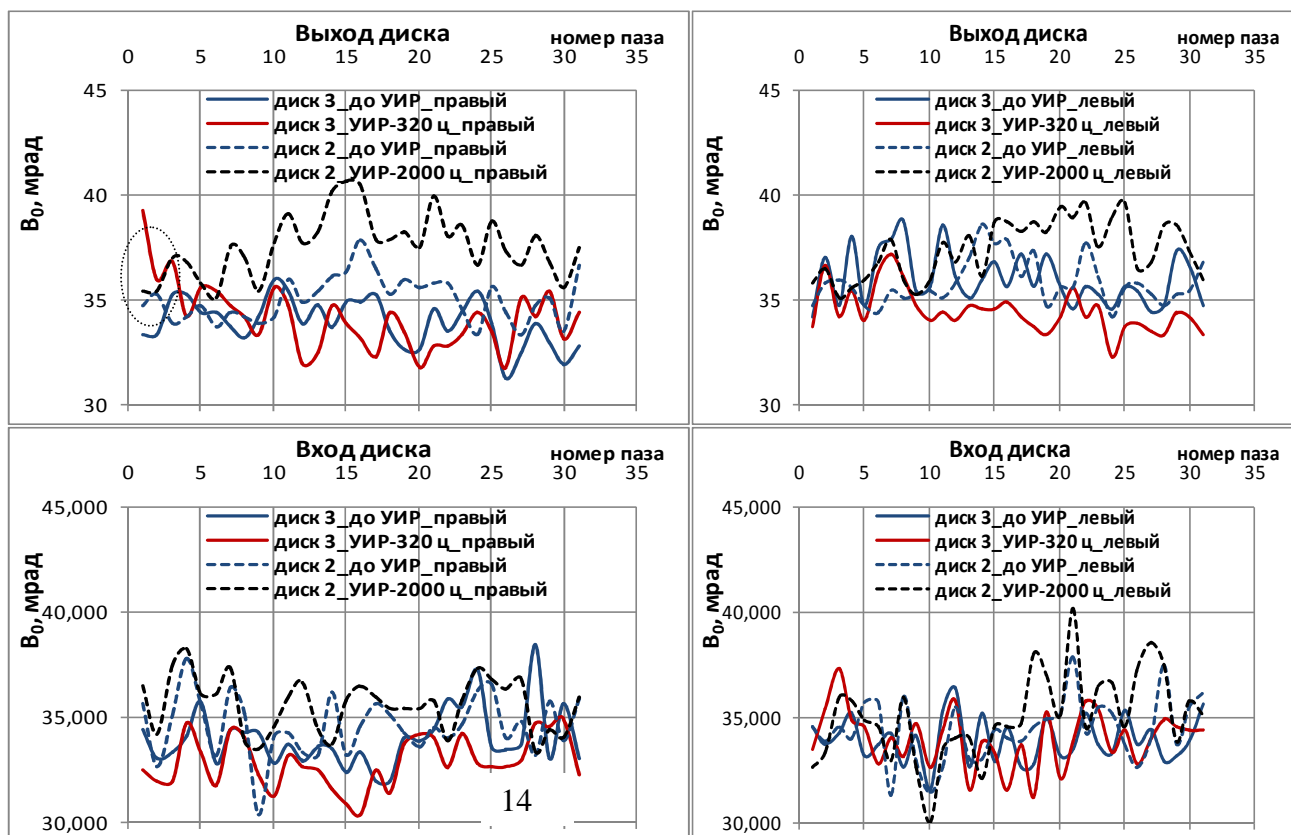 Выход диска
номер паза
0 5 10 15 20 25 30 35
45
40
35
30
B0, мрад
диск 3_до УИР_правый
диск 3_УИР-320 ц_правый
диск 2_до УИР_правый
диск 2_УИР-2000 ц_правый
Выход диска
номер паза
0 5 10 15 20 25 30 35
45
40
35
30
B0, мрад
диск 3_до УИР_левый
диск 3_УИР-320 ц_левый
диск 2_до УИР_левый
диск 2_УИР-2000 ц_левый
Вход диска
номер паза
0 5 10 15 20 25 30 35
45,000
40,000
35,000
30,000
B0, мрад
диск 3_до УИР_правый
диск 3_УИР-320 ц_правый
диск 2_до УИР_правый
диск 2_УИР-2000 ц_правый
14
Вход диска
номер паза
0 5 10 15 20 25 30 35
45,000
40,000
35,000
30,000
B0, мрад
диск 3_до УИР_левый
диск 3_УИР-320 ц_левый
диск 2_до УИР_левый
диск 2_УИР-2000 ц_левый